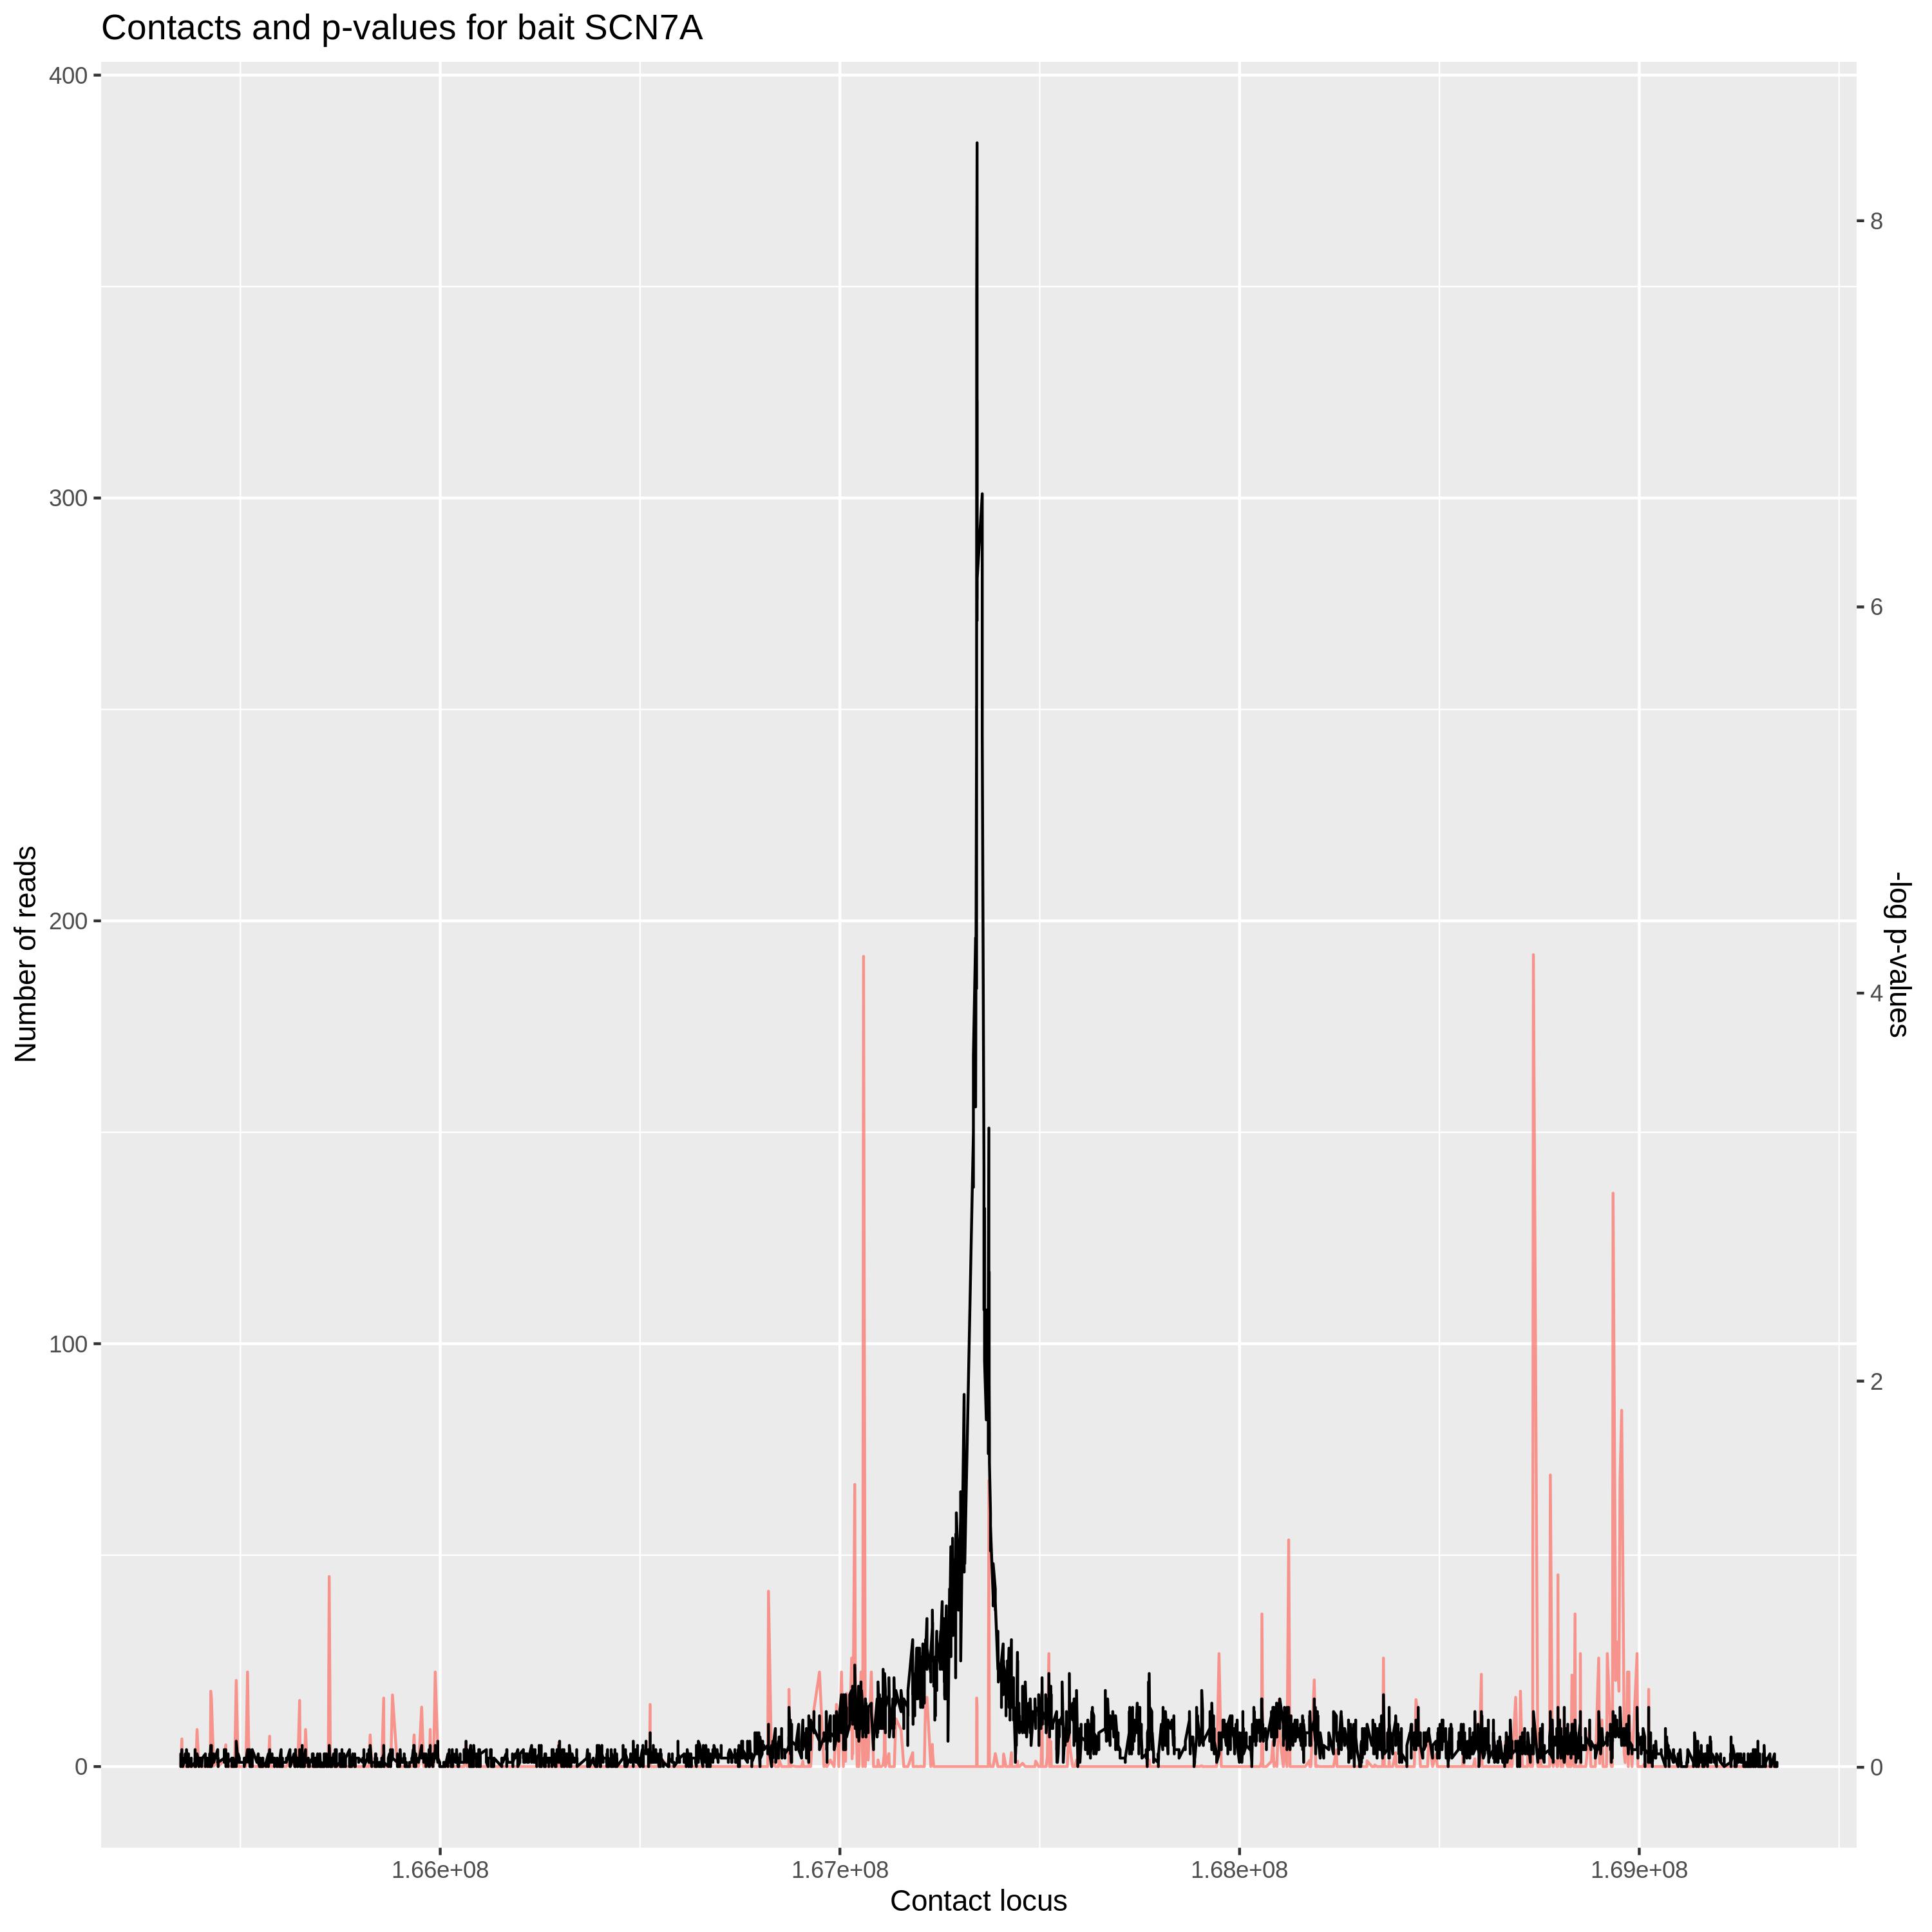 Contacts and p-values for bait SCN7A
400
300
200
100
0
Number of reads
8
6
4
2
0
-log p-values
1.66e+08
1.67e+08
1.68e+08
1.69e+08
Contact locus